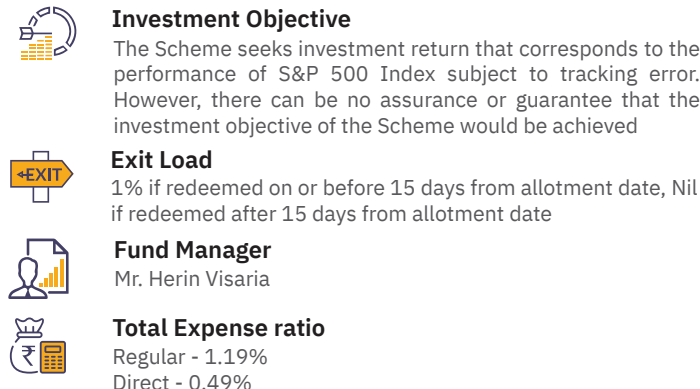 Investment Objective
The Scheme seeks investment return that corresponds to the
performance of S&P 500 Index subject to tracking error.
However, there can be no assurance or guarantee that the
investment objective of the Scheme would be achieved
EXIT
Exit Load
1% if redeemed on or before 15 days from allotment date, Nil
if redeemed after 15 days from allotment date
Fund Manager
Mr. Herin Visaria
₹
Total Expense ratio
Regular - 1.19%
Direct - 0.49%